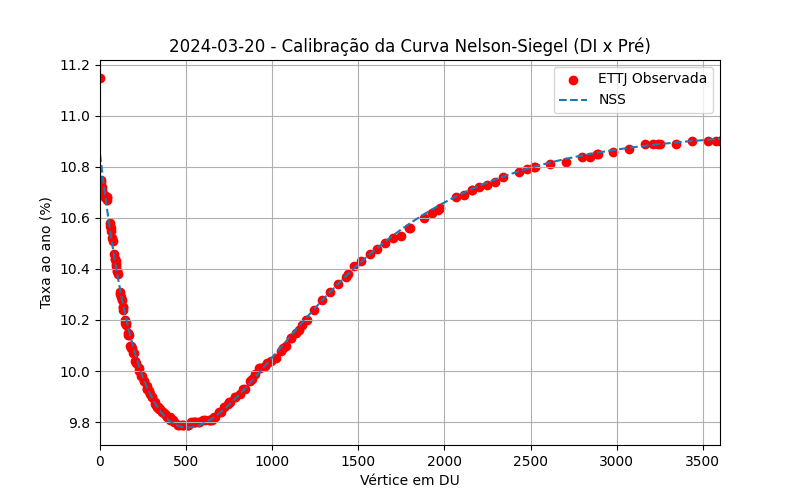 2024-03-20 - Calibração da Curva Nelson-Siegel (DI x Pré)
ETTJ Observada
NSS
Taxa ao ano (%)
11.2
11.0
10.8
10.6
10.4
10.2
10.0
9.8
0 500 1000 1500 2000 2500 3000 3500
Vértice em DU